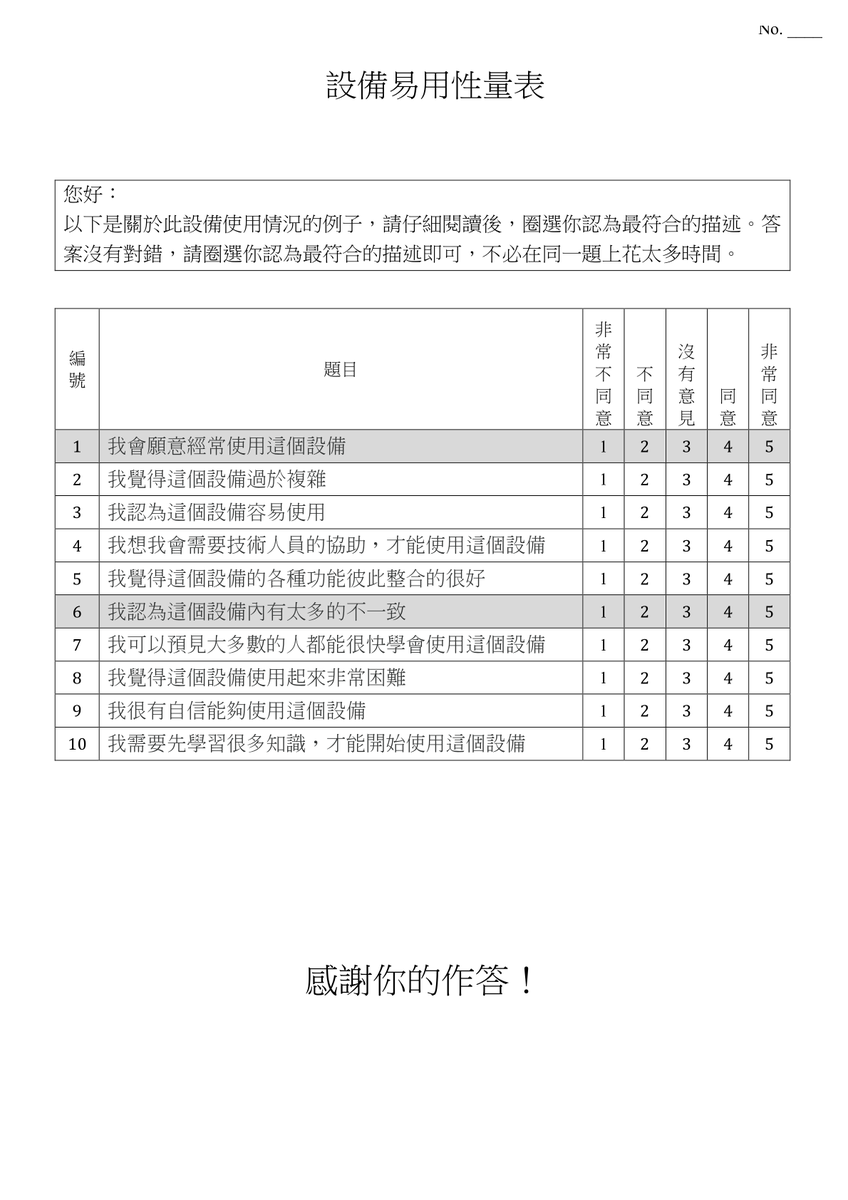 No. ____
設備易用性量表
您好：
以下是關於此設備使用情況的例子，請仔細閱讀後，圈選你認為最符合的描述。答
案沒有對錯，請圈選你認為最符合的描述即可，不必在同一題上花太多時間。
編號 題目 非常不同意 不同意 沒有意見 同意 非常同意
1 我會願意經常使用這個設備 1 2 3 4 5
2 我覺得這個設備過於複雜 1 2 3 4 5
3 我認為這個設備容易使用 1 2 3 4 5
4 我想我會需要技術人員的協助，才能使用這個設備 1 2 3 4 5
5 我覺得這個設備的各種功能彼此整合的很好 1 2 3 4 5
6 我認為這個設備內有太多的不一致 1 2 3 4 5
7 我可以預見大多數的人都能很快學會使用這個設備 1 2 3 4 5
8 我覺得這個設備使用起來非常困難 1 2 3 4 5
9 我很有自信能夠使用這個設備 1 2 3 4 5
10 我需要先學習很多知識，才能開始使用這個設備 1 2 3 4 5
感謝你的作答！